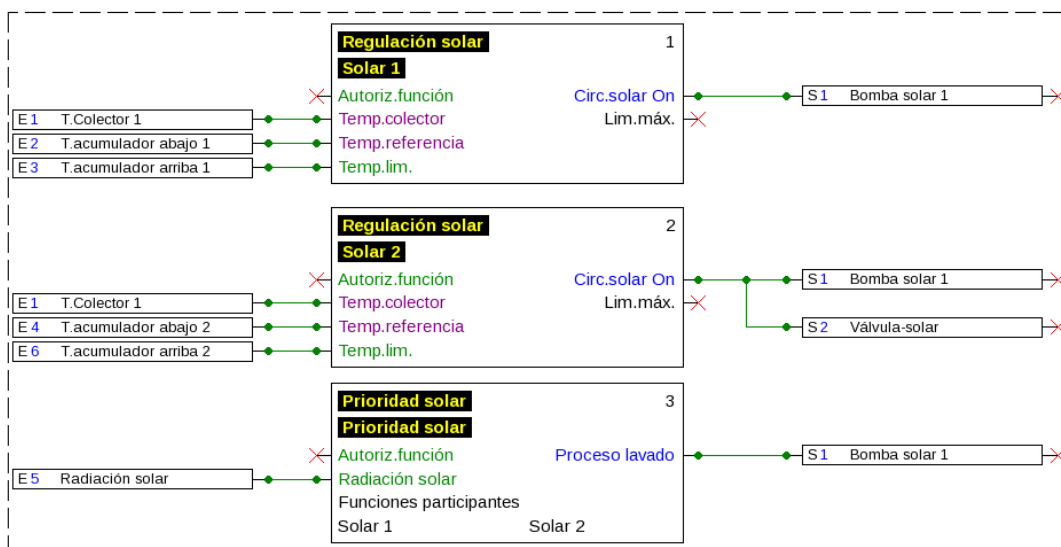 Regulación solar 1
Solar 1
Autoriz.función Circ.solar On S1 Bomba solar 1
E1 T.Colector 1 Temp.colector Lim.máx.
E2 T.acumulador abajo 1 Temp.referencia
E3 T.acumulador arriba 1 Temp.lim.
Regulación solar 2
Solar 2
Autoriz.función Circ.solar On S1 Bomba solar 1
E1 T.Colector 1 Temp.colector Lim.máx.
E4 T.acumulador abajo 2 Temp.referencia S2 Válvula-solar
E6 T.acumulador arriba 2 Temp.lim.
Prioridad solar 3
Prioridad solar
Autoriz.función Proceso lavado S1 Bomba solar 1
E5 Radiación solar Radiación solar
Funciones participantes
Solar 1 Solar 2